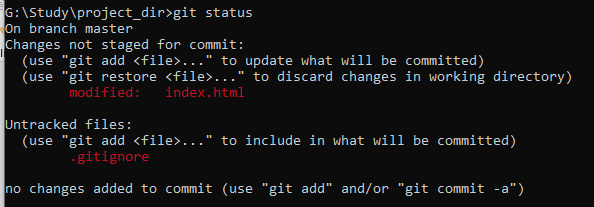 G:\Study\project_dir>git status
On branch master
Changes not staged for commit:
  (use "git add <file>..." to update what will be committed)
  (use "git restore <file>..." to discard changes in working directory)
        modified:   index.html

Untracked files:
  (use "git add <file>..." to include in what will be committed)
        .gitignore

no changes added to commit (use "git add" and/or "git commit -a")